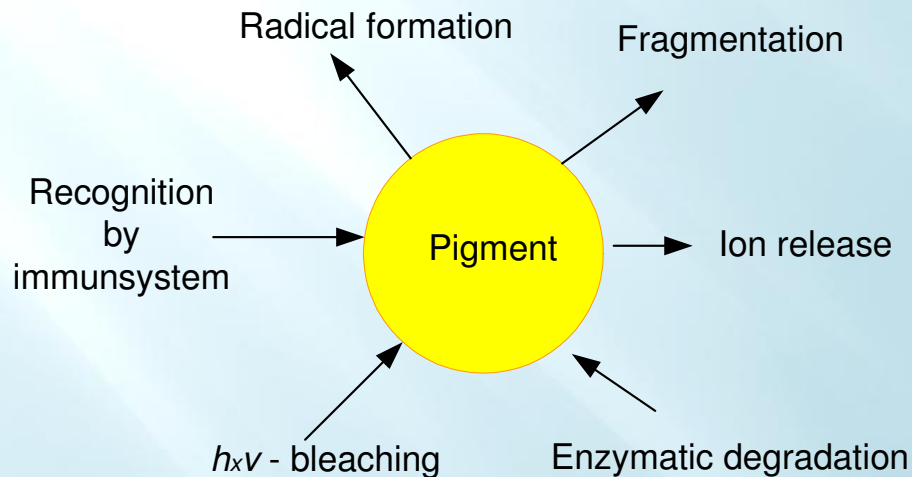 Radical formation
Fragmentation
Recognition
by
immunsystem
Pigment
Ion release
hxv - bleaching
Enzymatic degradation